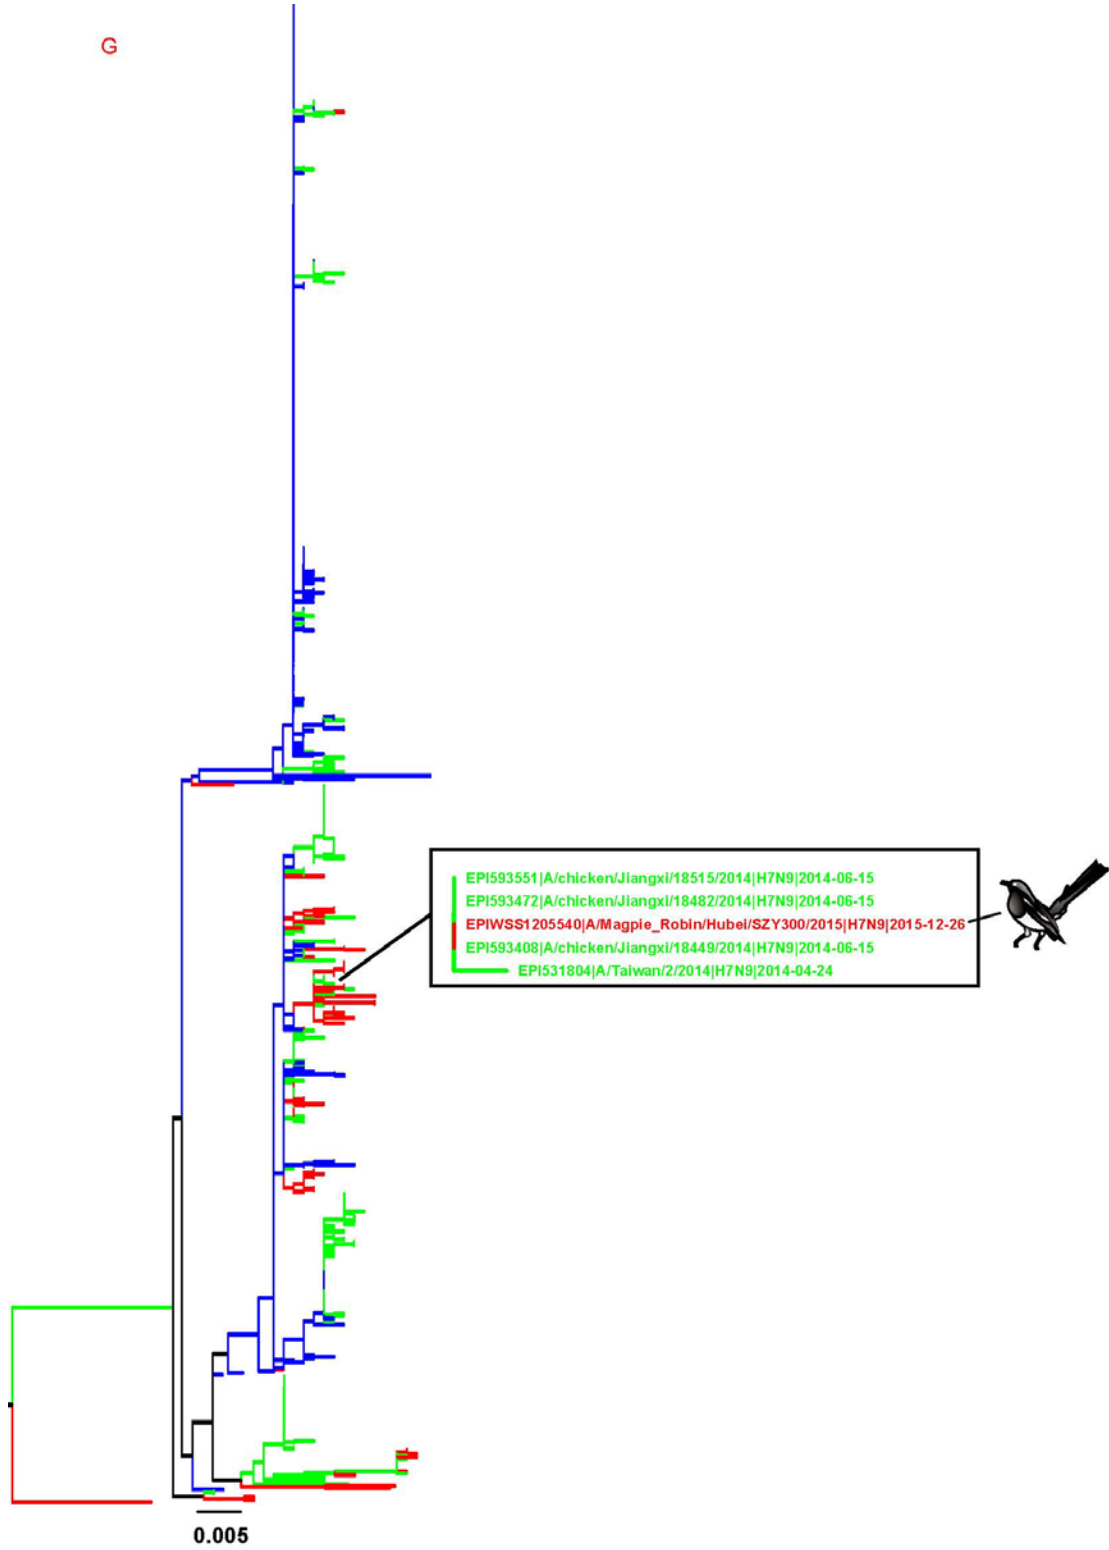 G
EPI593551|A/chicken/Jiangxi/18515/2014|H7N9|2014-06-15
EPI593472|A/chicken/Jiangxi/18482/2014|H7N9|2014-06-15
EPIWSS1205540|A/Magpie_Robin/Hubei/SZY300/2015|H7N9|2015-12-26
EPI593408|A/chicken/Jiangxi/18449/2014|H7N9|2014-06-15
EPI531804|A/Taiwan/2/2014|H7N9|2014-04-24
0.005